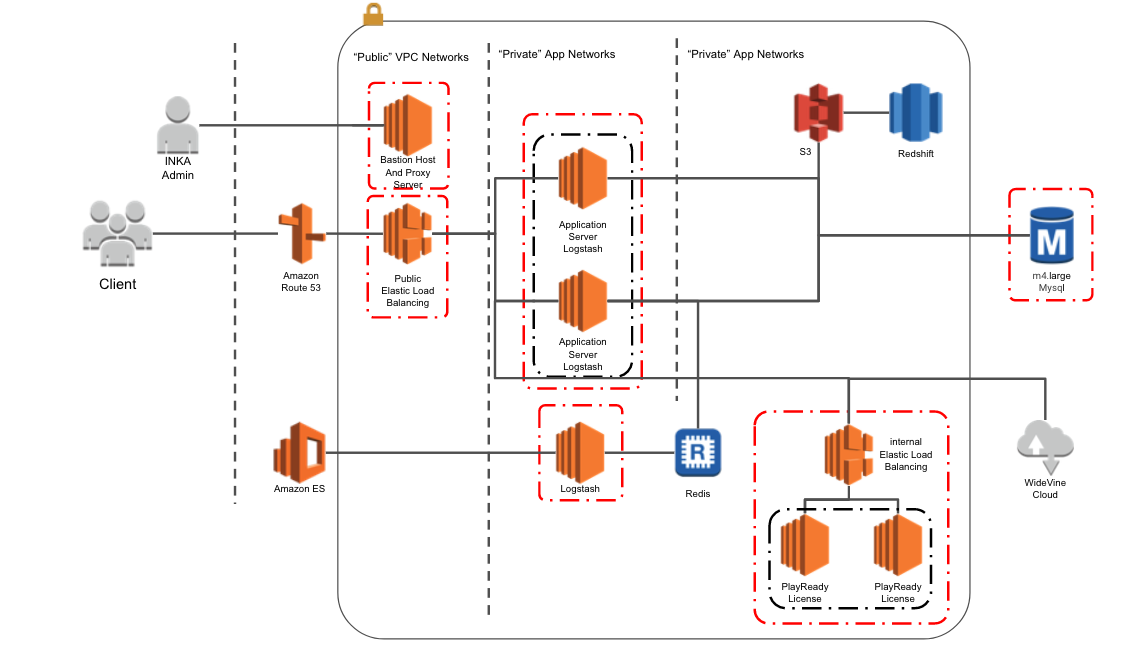 “Public” VPC Networks
“Private” App Networks
“Private” App Networks
INKA
Admin
Bastion Host
And Proxy
Server
S3
Redshift
Client
Amazon
Route 53
Public
Elastic Load
Balancing
Application
Server
Logstash
Application
Server
Logstash
M
m4.large
Mysql
Amazon ES
Logstash
R
Redis
internal
Elastic Load
Balancing
WideVine
Cloud
PlayReady
License
PlayReady
License